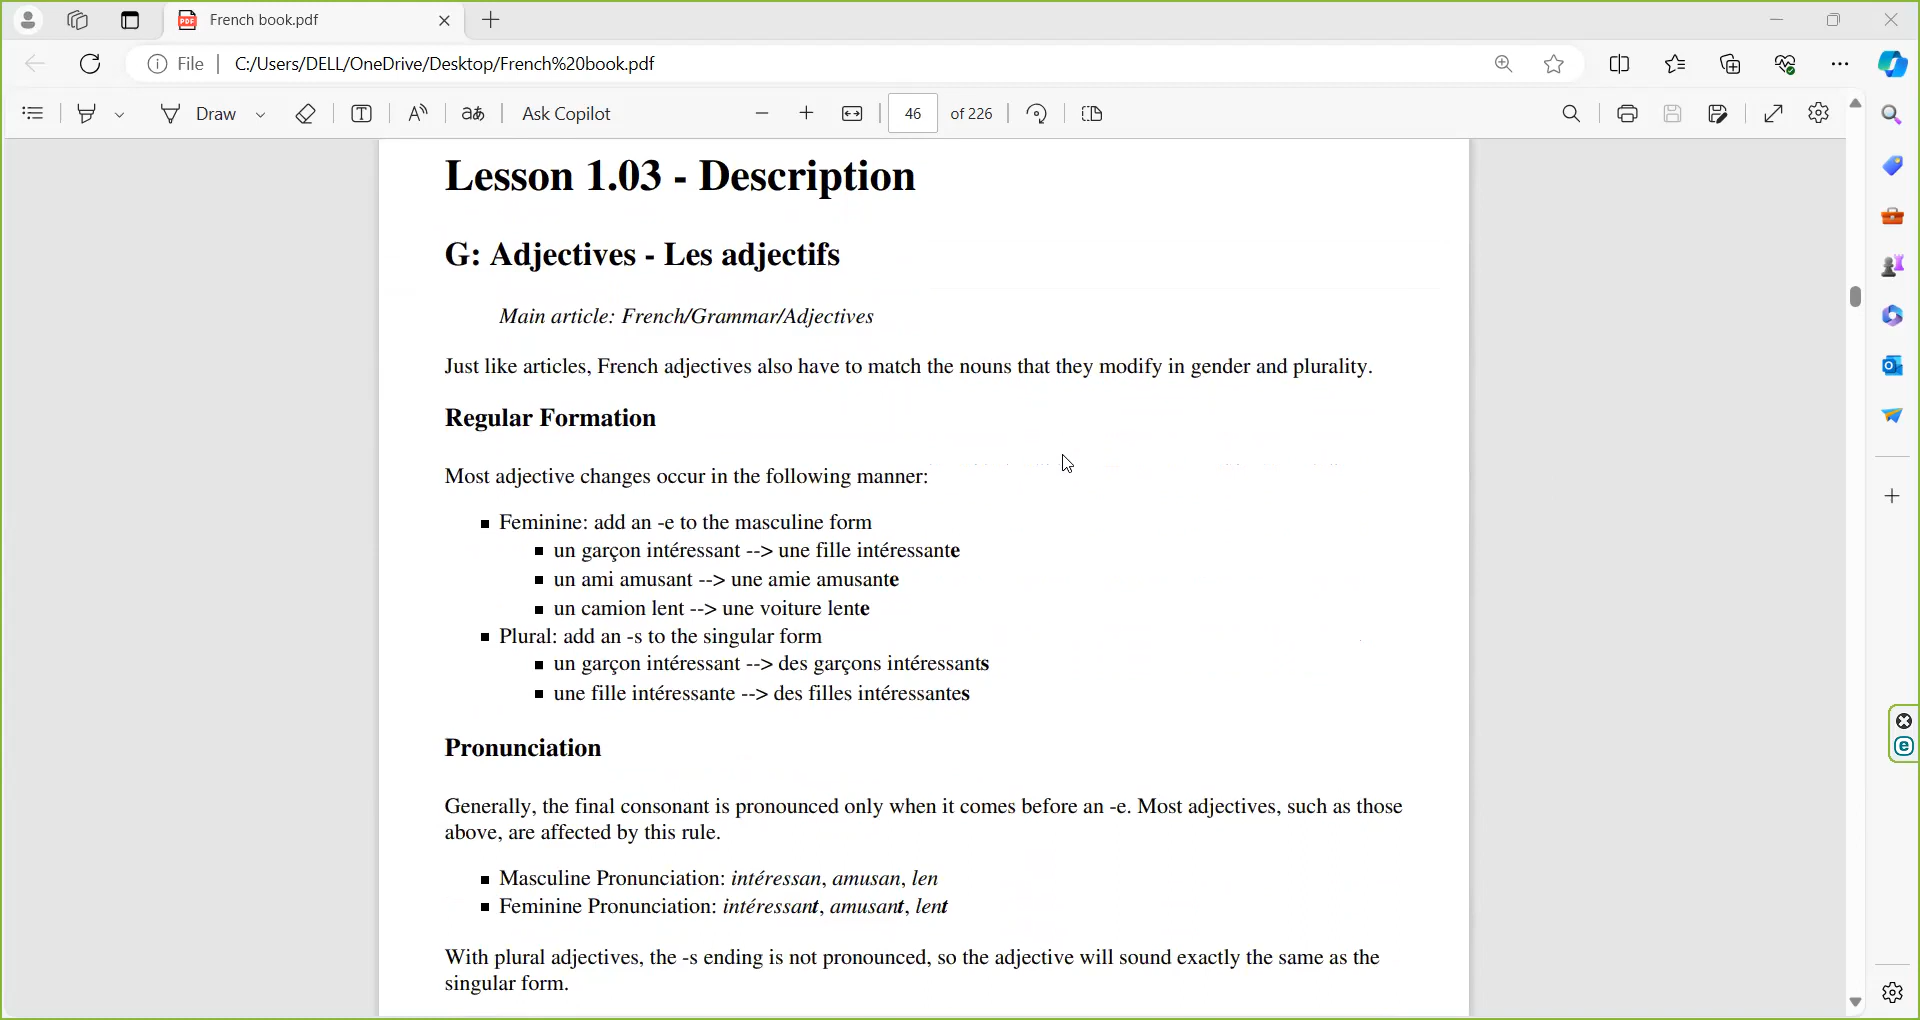 French book.pdf
File | C:/Users/DELL/OneDrive/Desktop/French%20book.pdf
Draw
aあ
Ask Copilot
46 of 226
Lesson 1.03 - Description
G: Adjectives - Les adjectifs
Main article: French/Grammar/Adjectives
Just like articles, French adjectives also have to match the nouns that they modify in gender and plurality.
Regular Formation
Most adjective changes occur in the following manner:
Feminine: add an -e to the masculine form
un garçon intéressant --> une fille intéressante
un ami amusant --> une amie amusante
un camion lent --> une voiture lente
Plural: add an -s to the singular form
un garçon intéressant --> des garçons intéressants
une fille intéressante --> des filles intéressantes
Pronunciation
Generally, the final consonant is pronounced only when it comes before an -e. Most adjectives, such as those
above, are affected by this rule.
Masculine Pronunciation: intéressan, amusan, len
Feminine Pronunciation: intéressant, amusant, lent
With plural adjectives, the -s ending is not pronounced, so the adjective will sound exactly the same as the
singular form.